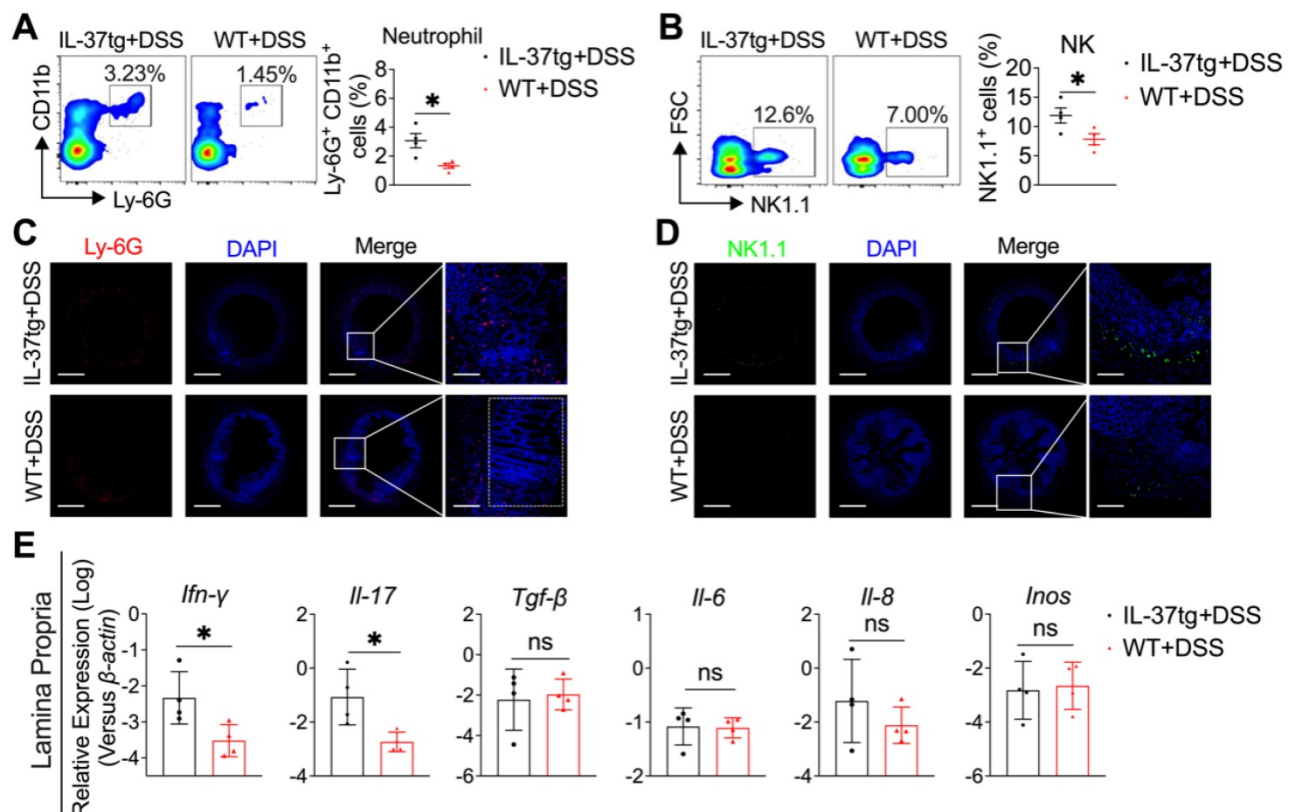 A
IL-37tg+DSS
WT+DSS
3.23%
1.45%
CD11b
Ly-6G
Neutrophil
Ly-6G⁺ CD11b⁺
cells (%)
8
6
4
2
0
*
IL-37tg+DSS
WT+DSS
B
IL-37tg+DSS
WT+DSS
12.6%
7.00%
FSC
NK1.1
NK
NK1.1⁺ cells (%)
20
15
10
5
0
*
IL-37tg+DSS
WT+DSS
C
Ly-6G
DAPI
Merge
IL-37tg+DSS
WT+DSS
D
NK1.1
DAPI
Merge
IL-37tg+DSS
WT+DSS
E
Lamina Propria
Relative Expression (Log)
(Versus β-actin)
Ifn-γ
0
-1
-2
-3
-4
*
Il-17
0
-2
-4
*
Tgf-β
2
0
-2
-4
-6
ns
Il-6
1
0
-1
-2
ns
Il-8
2
0
-2
-4
ns
Inos
0
-2
-4
-6
ns
IL-37tg+DSS
WT+DSS